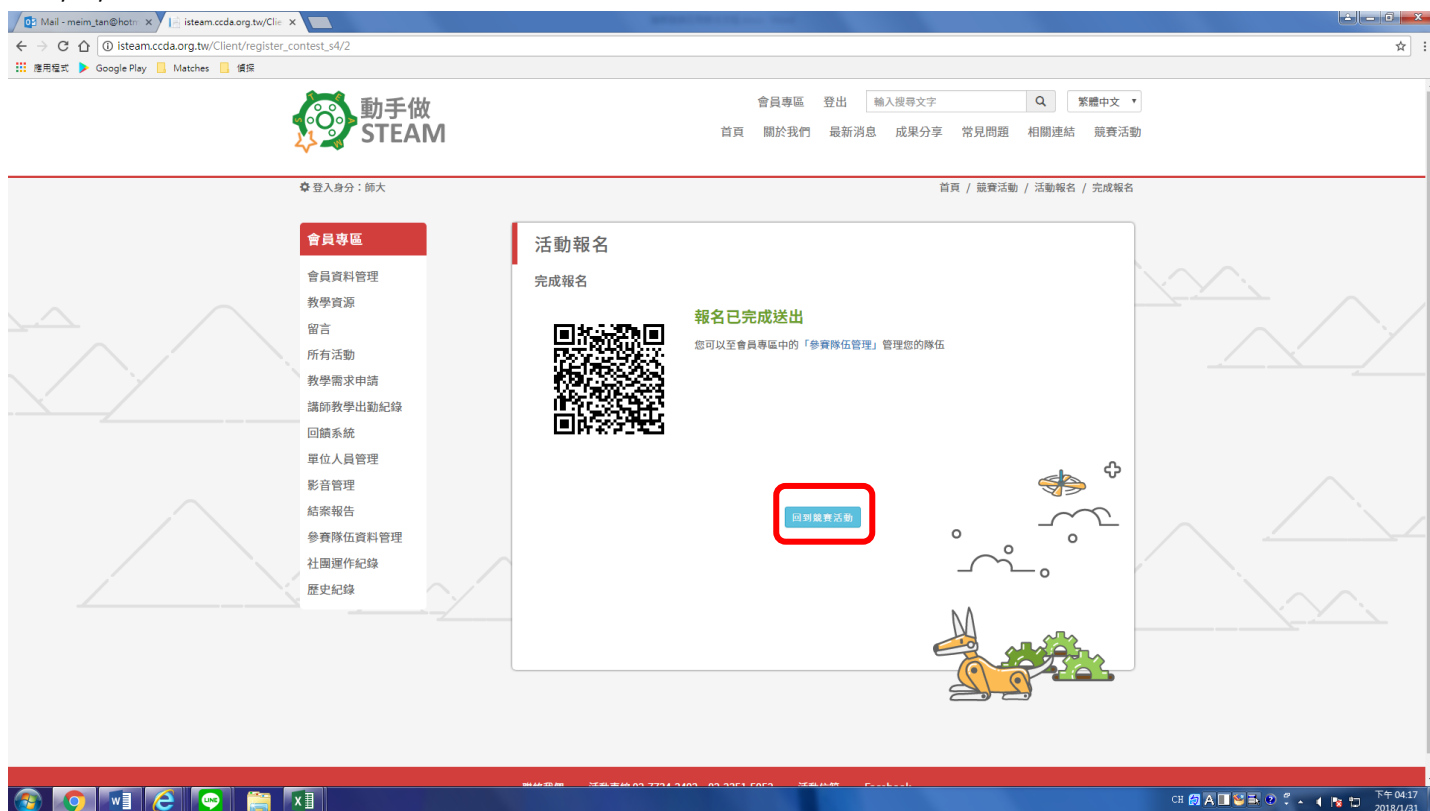 Mail - meim_tan@hotm
isteam.ccda.org.tw/Clie
isteam.ccda.org.tw/Client/register_contest_s4/2
應用程式 Google Play Matches 偵探
動手做
STEAM
會員專區 登出 輸入搜尋文字 繁體中文
首頁 關於我們 最新消息 成果分享 常見問題 相關連結 競賽活動
登入身分：師大
首頁 / 競賽活動 / 活動報名 / 完成報名
會員專區
會員資料管理
教學資源
留言
所有活動
教學需求申請
講師教學出勤紀錄
回饋系統
單位人員管理
影音管理
結案報告
參賽隊伍資料管理
社團運作紀錄
歷史紀錄
活動報名
完成報名
報名已完成送出
您可以至會員專區中的「參賽隊伍管理」管理您的隊伍
回到競賽活動
CH
下午 04:17
2018/1/31